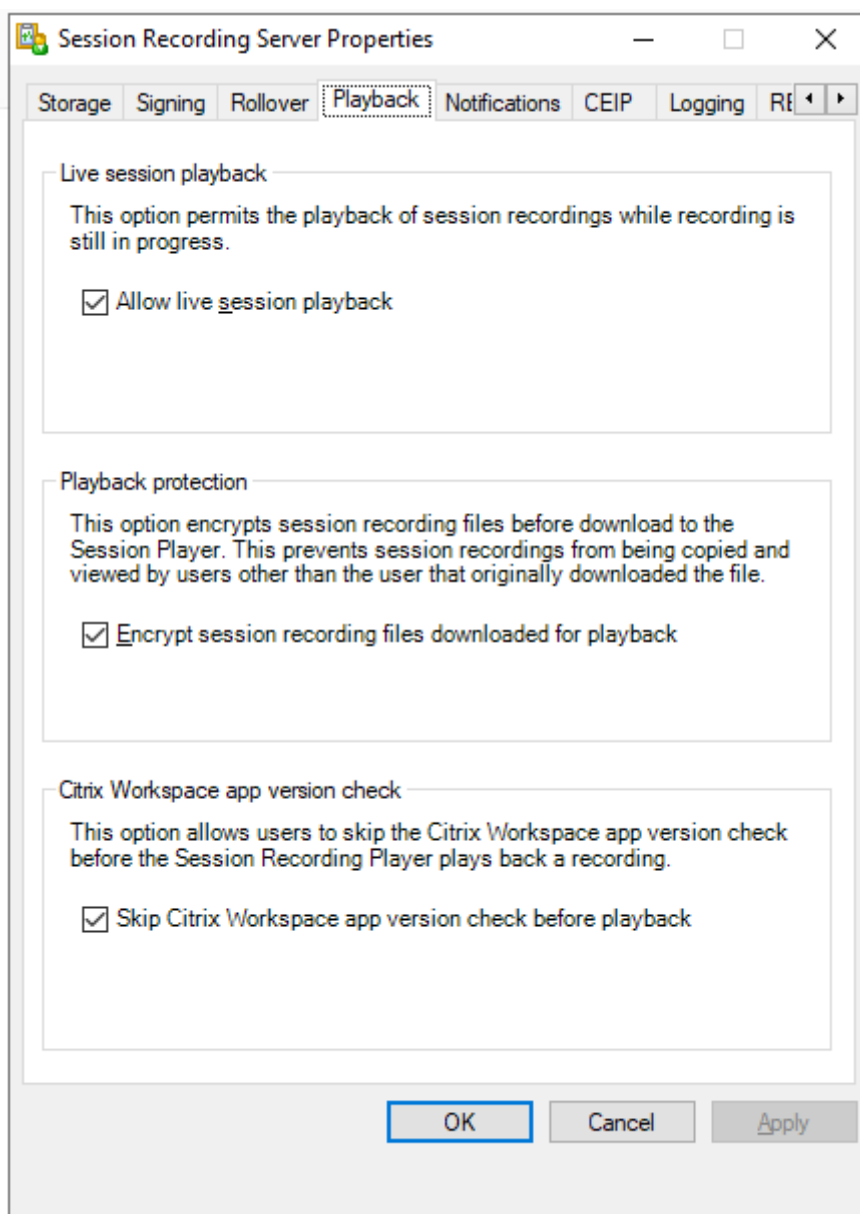 Session Recording Server Properties
Storage Signing Rollover Playback Notifications CEIP Logging
Live session playback
This option permits the playback of session recordings while recording is
still in progress.
Allow live session playback
Playback protection
This option encrypts session recording files before download to the
Session Player. This prevents session recordings from being copied and
viewed by users other than the user that originally downloaded the file.
Encrypt session recording files downloaded for playback
Citrix Workspace app version check
This option allows users to skip the Citrix Workspace app version check
before the Session Recording Player plays back a recording.
Skip Citrix Workspace app version check before playback
OK Cancel Apply